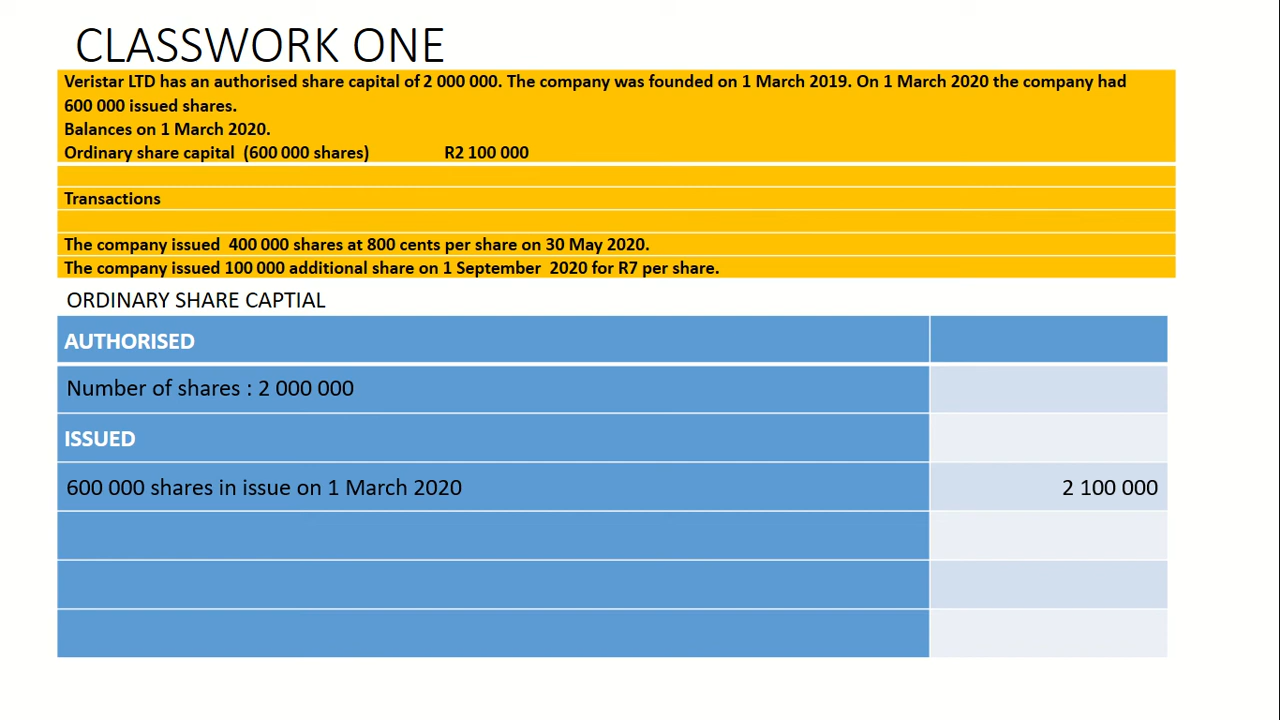 CLASSWORK ONE
Veristar LTD has an authorised share capital of 2 000 000. The company was founded on 1 March 2019. On 1 March 2020 the company had
600 000 issued shares.
Balances on 1 March 2020.
Ordinary share capital (600 000 shares) R2 100 000
Transactions
The company issued 400 000 shares at 800 cents per share on 30 May 2020.
The company issued 100 000 additional share on 1 September 2020 for R7 per share.
ORDINARY SHARE CAPTIAL
AUTHORISED
Number of shares : 2 000 000
ISSUED
600 000 shares in issue on 1 March 2020 2 100 000